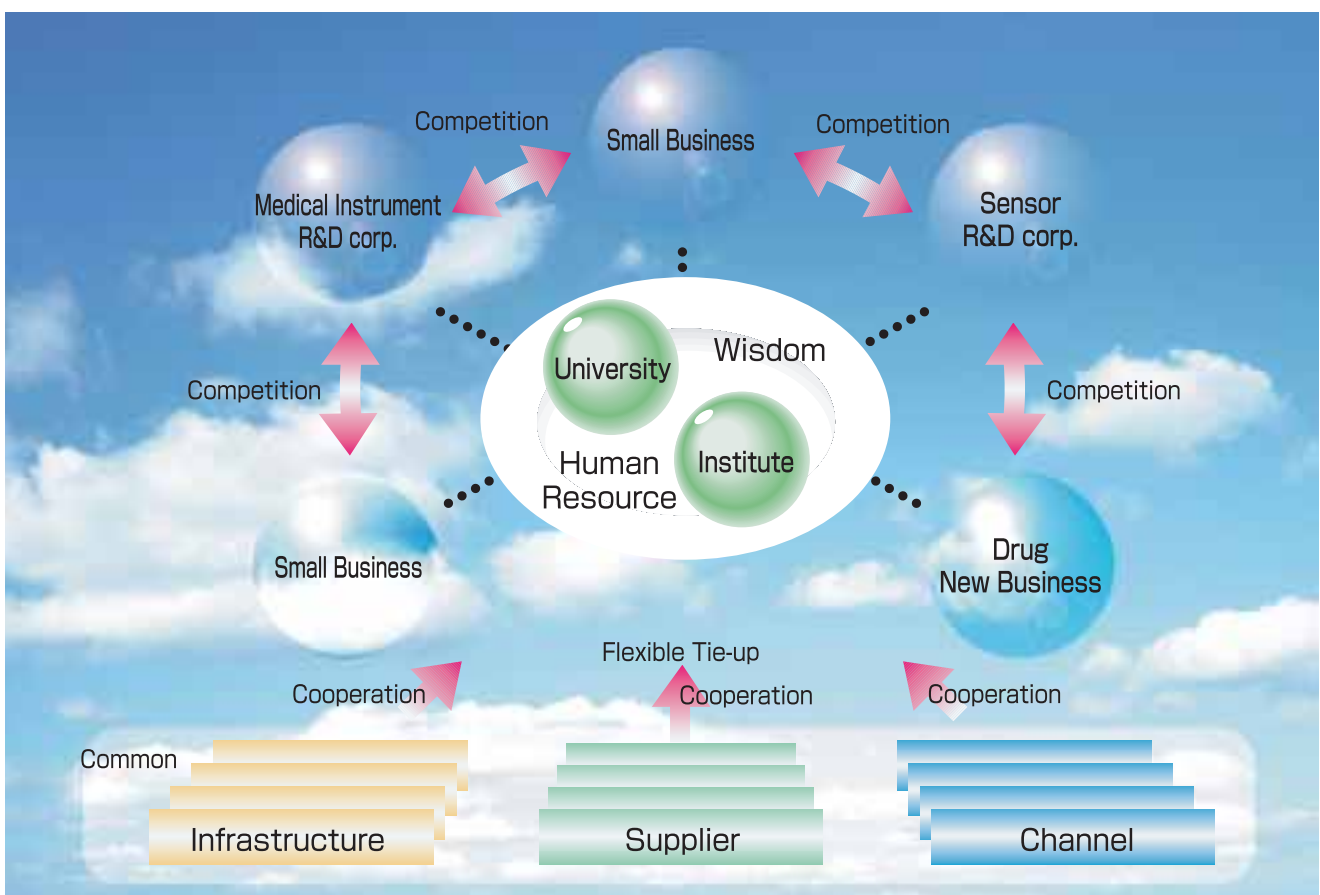 Competition
Small Business
Competition
Medical Instrument
R&D corp.
Sensor
R&D corp.
Wisdom
University
Competition
Competition
Human
Resource
Institute
Small Business
Drug
New Business
Flexible Tie-up
Cooperation
Cooperation
Cooperation
Common
Infrastructure
Supplier
Channel